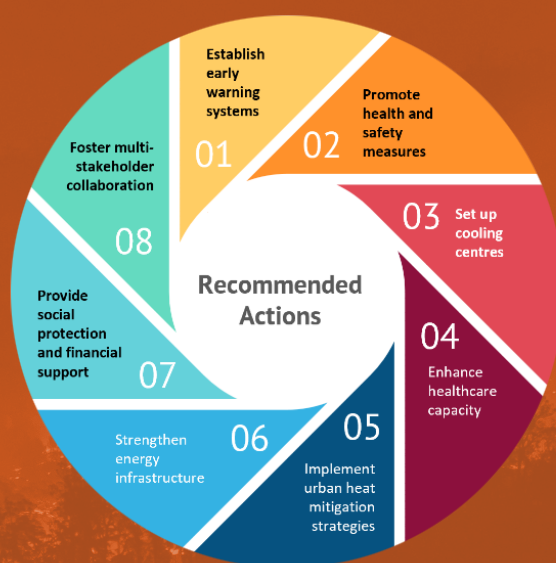 Recommended
Actions
Establish
early
warning
systems
01
Promote
health and
safety
measures
02
03
Set up
cooling
centres
04
Enhance
healthcare
capacity
05
Implement
urban heat
mitigation
strategies
06
Strengthen
energy
infrastructure
Provide
social
protection
and financial
support
07
Foster multi-
stakeholder
collaboration
08